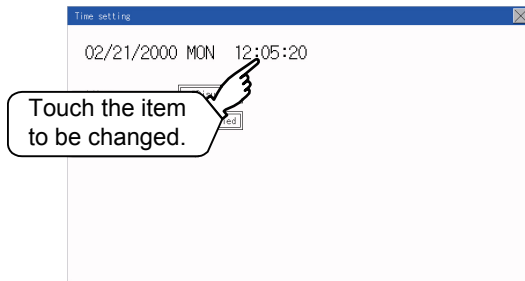 Time setting
02/21/2000 MON 12:05:20
Touch the item
to be changed.